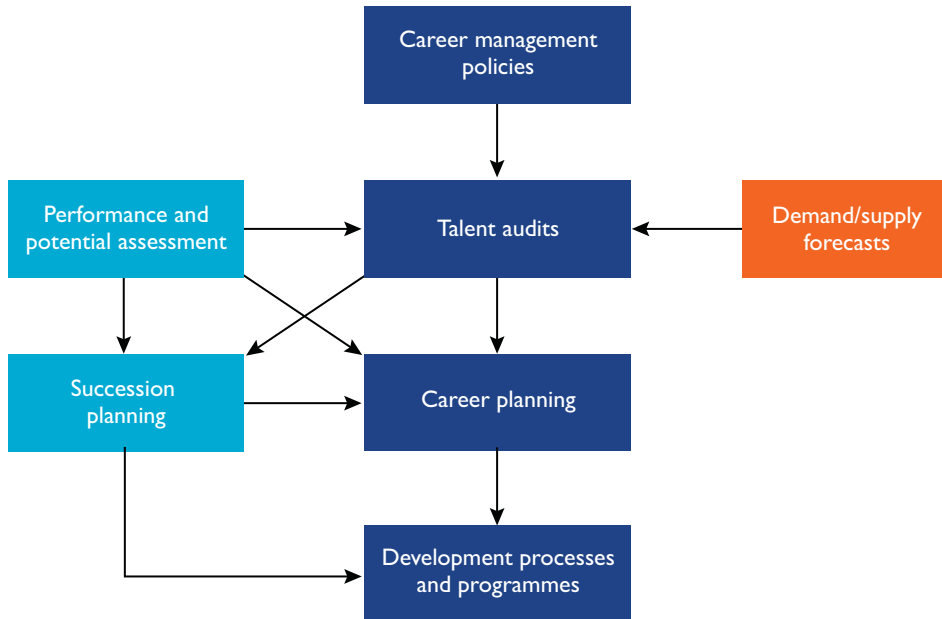 Career management
policies
Performance and
potential assessment
Talent audits
Demand/supply
forecasts
Succession
planning
Career planning
Development processes
and programmes